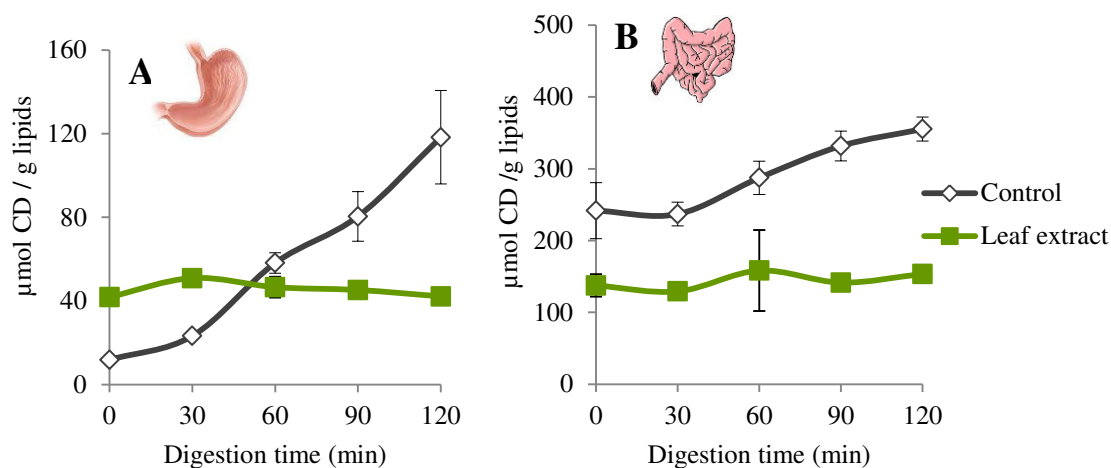 A
µmol CD / g lipids
160
120
80
40
0
0 30 60 90 120
Digestion time (min)
B
µmol CD /g lipids
500
400
300
200
100
0
0 30 60 90 120
Digestion time (min)
Control
Leaf extract